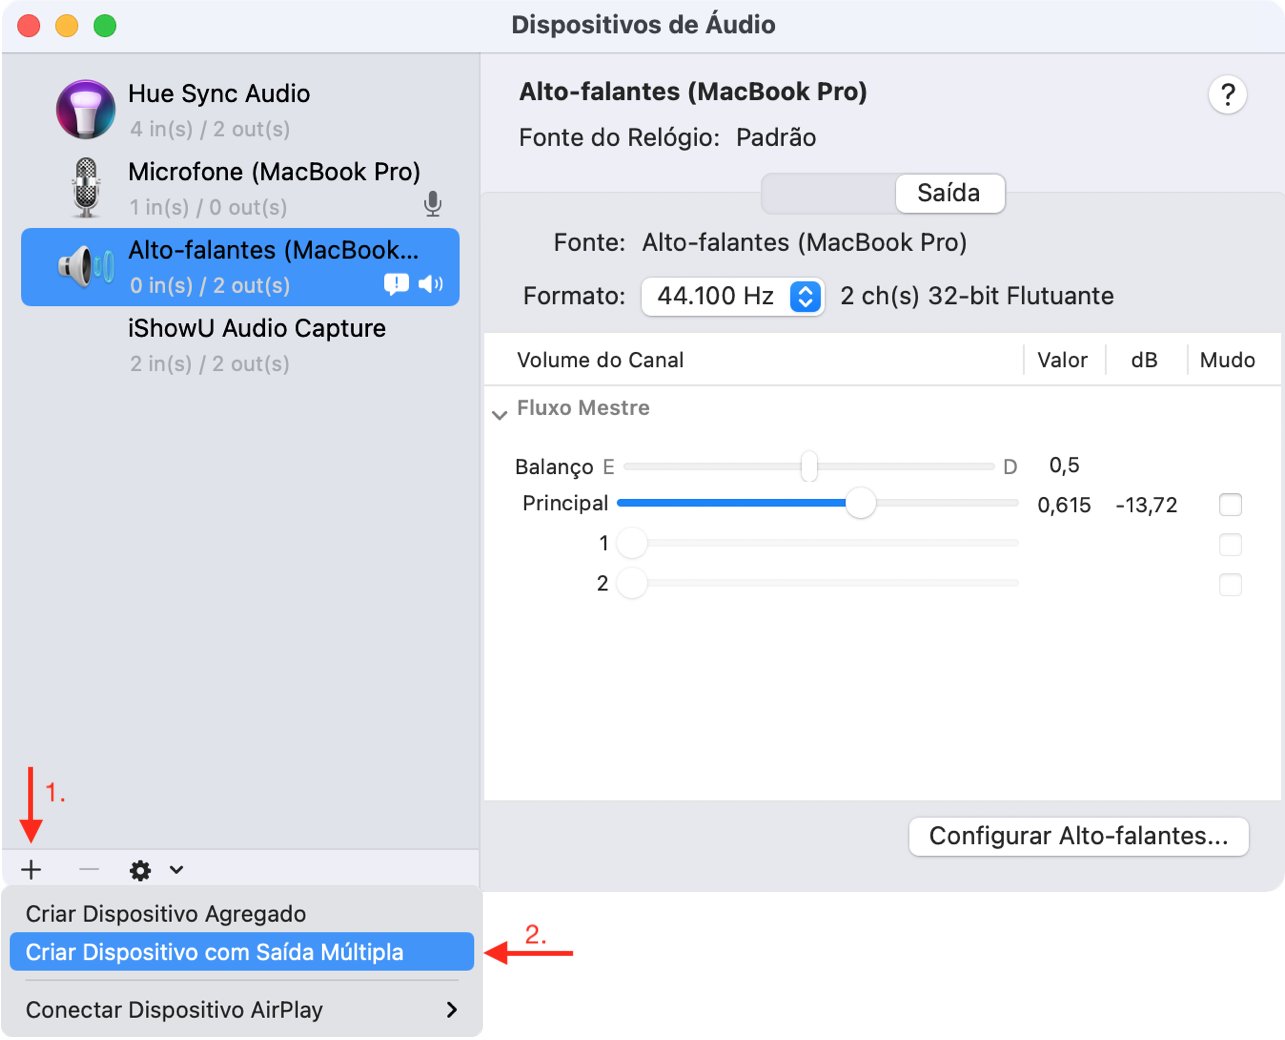 Dispositivos de Áudio
Hue Sync Audio
4 in(s) / 2 out(s)
Microfone (MacBook Pro)
1 in(s) / 0 out(s)
Alto-falantes (MacBook...
0 in(s) / 2 out(s)
iShowU Audio Capture
2 in(s) / 2 out(s)
1.
Alto-falantes (MacBook Pro)
?
Fonte do Relógio: Padrão
Saída
Fonte: Alto-falantes (MacBook Pro)
Formato: 44.100 Hz 2 ch(s) 32-bit Flutuante
Volume do Canal Valor dB Mudo
Fluxo Mestre
Balanço E D 0,5
Principal 0,615 -13,72
1
2
Configurar Alto-falantes...
Criar Dispositivo Agregado
Criar Dispositivo com Saída Múltipla
2.
Conectar Dispositivo AirPlay